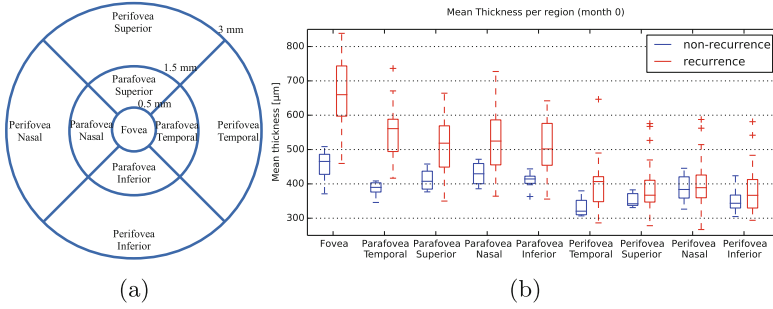 Perifovea
Superior
3 mm
1.5 mm
Parafovea
Superior
0.5 mm
Perifovea
Nasal
Parafovea
Nasal
Fovea
Parafovea
Temporal
Perifovea
Temporal
Parafovea
Inferior
Perifovea
Inferior
(a)
Mean Thickness per region (month 0)
non-recurrence
recurrence
Mean thickness [μm]
800
700
600
500
400
300
Fovea
Parafovea
Temporal
Parafovea
Superior
Parafovea
Nasal
Parafovea
Inferior
Perifovea
Temporal
Perifovea
Superior
Perifovea
Nasal
Perifovea
Inferior
(b)